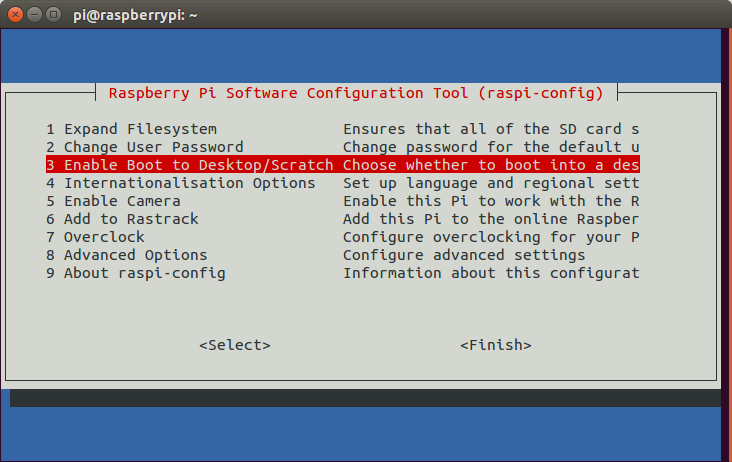 pi@raspberrypi: ~
Raspberry Pi Software Configuration Tool (raspi-config)
1 Expand Filesystem Ensures that all of the SD card s
2 Change User Password Change password for the default u
3 Enable Boot to Desktop/Scratch Choose whether to boot into a des
4 Internationalisation Options Set up language and regional sett
5 Enable Camera Enable this Pi to work with the R
6 Add to Rastrack Add this Pi to the online Raspber
7 Overclock Configure overclocking for your P
8 Advanced Options Configure advanced settings
9 About raspi-config Information about this configurat
<Select> <Finish>